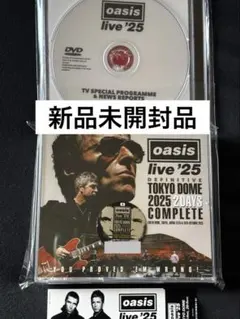 oasis
live '25
DVD
TV SPECIAL PROGRAMME
& NEWS REPORTS
新品未開封品
oasis
live '25
DEFINITIVE
TOKYO DOME
2025 2DAYS
COMPLETE
YOU PROVED 'EM WRONG!
oasis
live '25